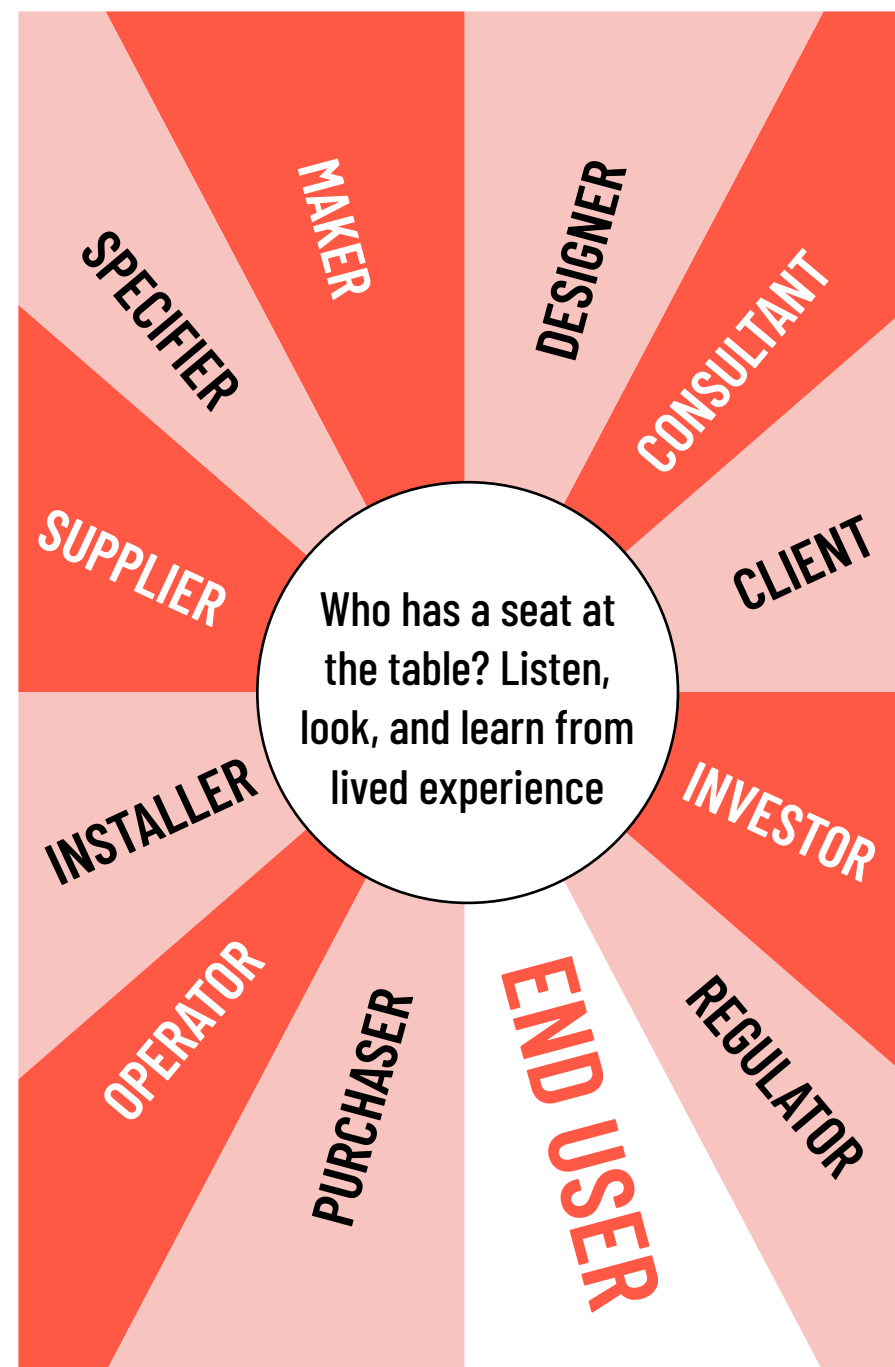 MAKER
DESIGNER
CONSULTANT
CLIENT
INVESTOR
REGULATOR
END USER
PURCHASER
OPERATOR
INSTALLER
SUPPLIER
SPECIFIER
Who has a seat at
the table? Listen,
look, and learn from
lived experience